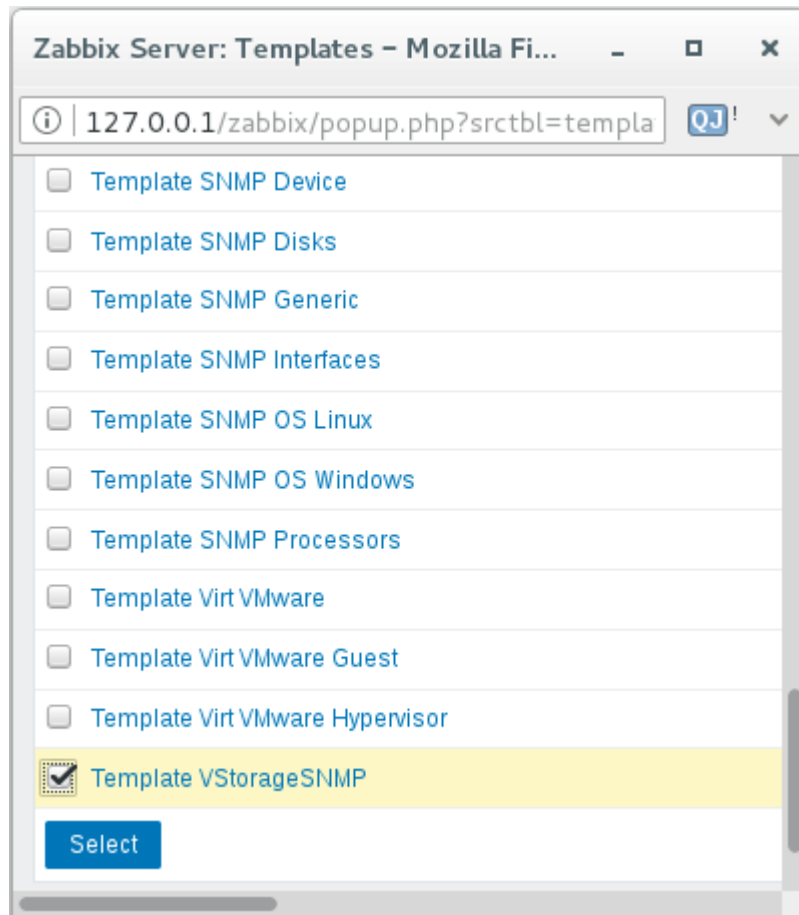 Zabbix Server: Templates – Mozilla Fi...
127.0.0.1/zabbix/popup.php?srctbl=templa
QJ!
Template SNMP Device
Template SNMP Disks
Template SNMP Generic
Template SNMP Interfaces
Template SNMP OS Linux
Template SNMP OS Windows
Template SNMP Processors
Template Virt VMware
Template Virt VMware Guest
Template Virt VMware Hypervisor
Template VStorageSNMP
Select